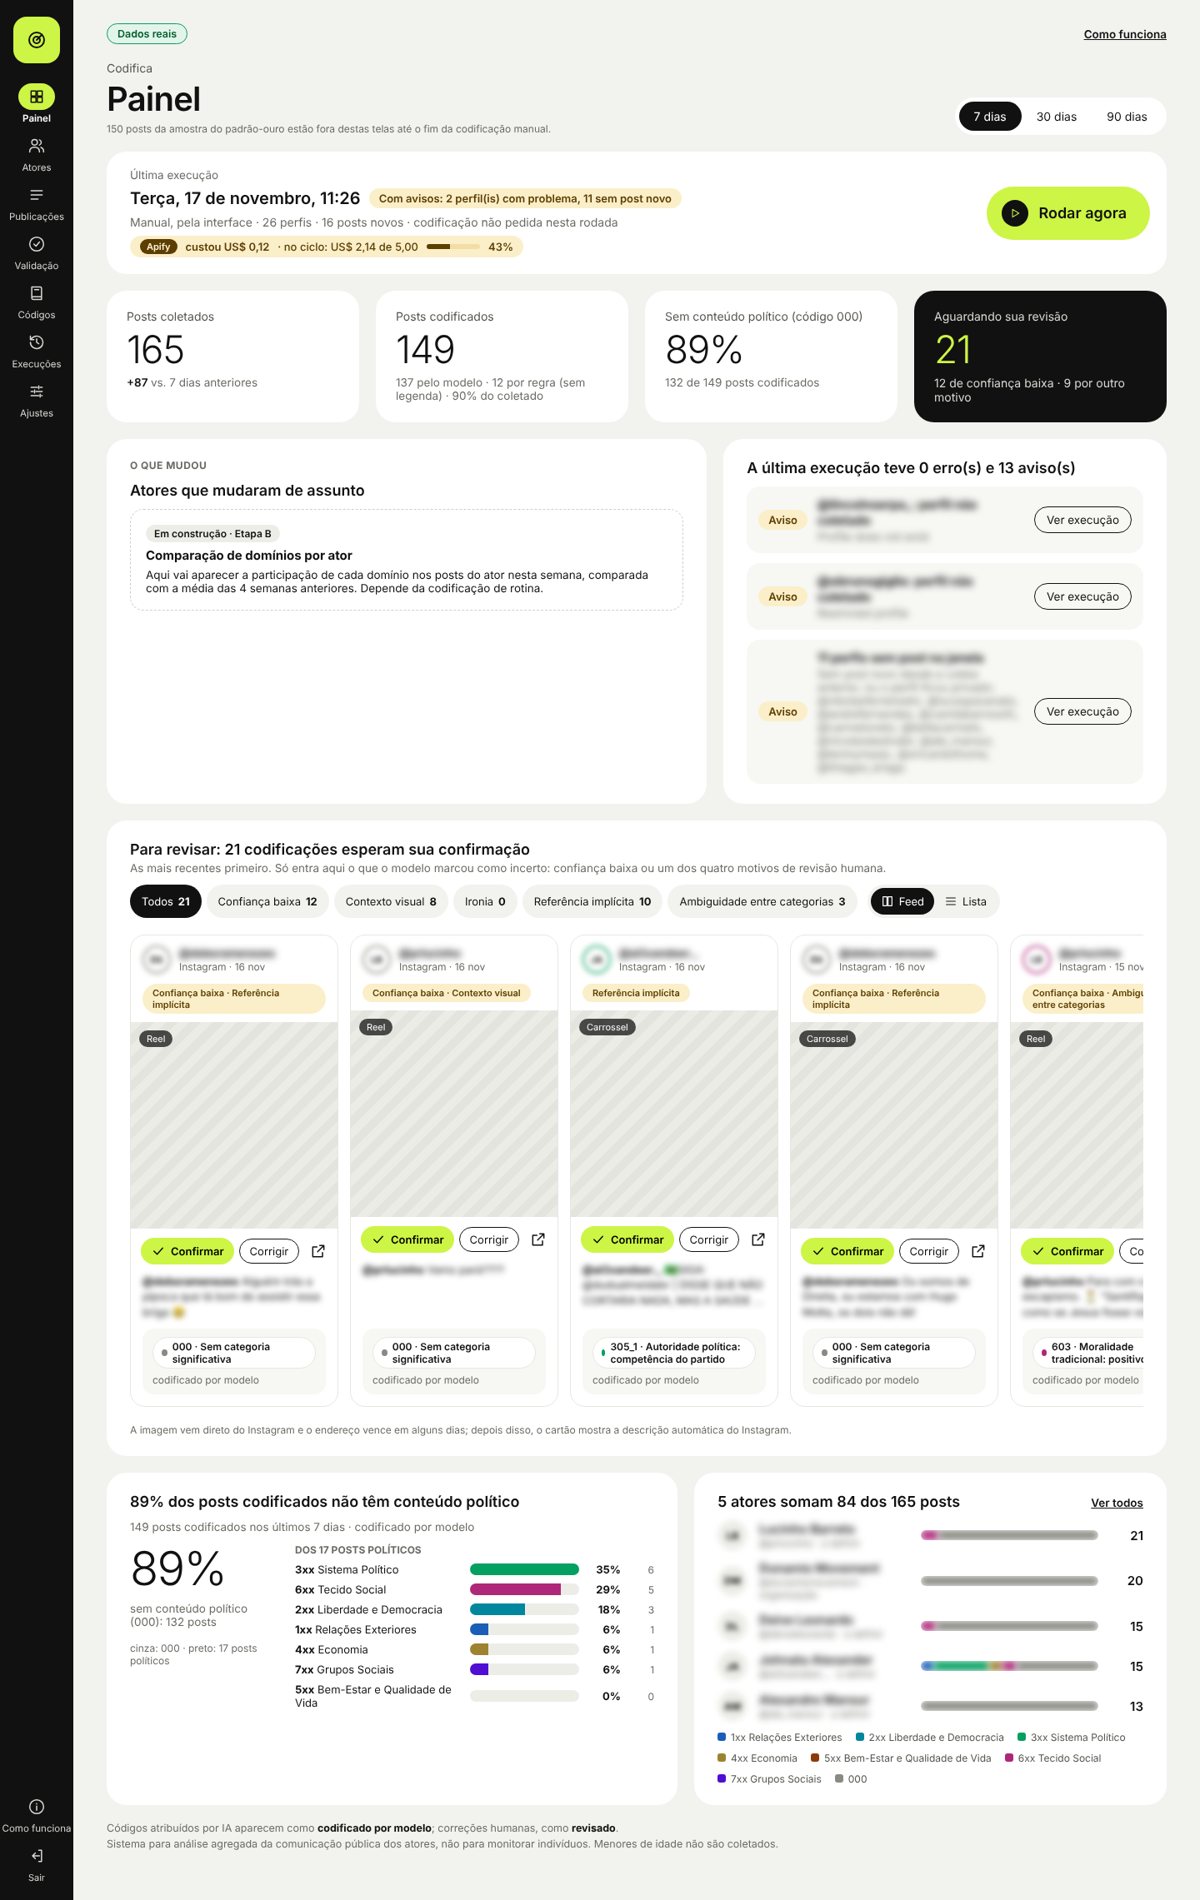 Dados reais
Como funciona
Codifica
Painel
150 posts da amostra do padrão-ouro estão fora destas telas até o fim da codificação manual.
7 dias
30 dias
90 dias
Painel
Atores
Publicações
Validação
Códigos
Execuções
Ajustes
Última execução
Terça, 17 de novembro, 11:26
Com avisos: 2 perfil(is) com problema, 11 sem post novo
Manual, pela interface · 26 perfis · 16 posts novos · codificação não pedida nesta rodada
Apify custou US$ 0,12 · no ciclo: US$ 2,14 de 5,00 43%
Rodar agora
Posts coletados
165
+87 vs. 7 dias anteriores
Posts codificados
149
137 pelo modelo · 12 por regra (sem
legenda) · 90% do coletado
Sem conteúdo político (código 000)
89%
132 de 149 posts codificados
Aguardando sua revisão
21
12 de confiança baixa · 9 por outro
motivo
O QUE MUDOU
Atores que mudaram de assunto
Em construção · Etapa B
Comparação de domínios por ator
Aqui vai aparecer a participação de cada domínio nos posts do ator nesta semana, comparada
com a média das 4 semanas anteriores. Depende da codificação de rotina.
A última execução teve 0 erro(s) e 13 aviso(s)
Aviso
Ver execução
Aviso
Ver execução
Aviso
Ver execução
Para revisar: 21 codificações esperam sua confirmação
As mais recentes primeiro. Só entra aqui o que o modelo marcou como incerto: confiança baixa ou um dos quatro motivos de revisão humana.
Todos 21
Confiança baixa 12
Contexto visual 8
Ironia 0
Referência implícita 10
Ambiguidade entre categorias 3
Feed
Lista
Instagram · 16 nov
Confiança baixa · Referência
implícita
Reel
Confirmar
Corrigir
000 · Sem categoria
significativa
codificado por modelo
Instagram · 16 nov
Confiança baixa · Contexto visual
Reel
Confirmar
Corrigir
000 · Sem categoria
significativa
codificado por modelo
Instagram · 16 nov
Referência implícita
Carrossel
Confirmar
Corrigir
305_1 · Autoridade política:
competência do partido
codificado por modelo
Instagram · 16 nov
Confiança baixa · Referência
implícita
Carrossel
Confirmar
Corrigir
000 · Sem categoria
significativa
codificado por modelo
Instagram · 15 nov
Confiança baixa · Ambigu
entre categorias
Reel
Confirmar
Co
603 · Moralidade
tradicional: positivo
codificado por modelo
A imagem vem direto do Instagram e o endereço vence em alguns dias; depois disso, o cartão mostra a descrição automática do Instagram.
89% dos posts codificados não têm conteúdo político
149 posts codificados nos últimos 7 dias · codificado por modelo
89%
sem conteúdo político
(000): 132 posts
cinza: 000 · preto: 17 posts
políticos
DOS 17 POSTS POLÍTICOS
3xx Sistema Político 35% 6
6xx Tecido Social 29% 5
2xx Liberdade e Democracia 18% 3
1xx Relações Exteriores 6% 1
4xx Economia 6% 1
7xx Grupos Sociais 6% 1
5xx Bem-Estar e Qualidade de
Vida 0% 0
5 atores somam 84 dos 165 posts
Ver todos
21
20
15
15
13
1xx Relações Exteriores
2xx Liberdade e Democracia
3xx Sistema Político
4xx Economia
5xx Bem-Estar e Qualidade de Vida
6xx Tecido Social
7xx Grupos Sociais
000
Códigos atribuídos por IA aparecem como codificado por modelo; correções humanas, como revisado.
Sistema para análise agregada da comunicação pública dos atores, não para monitorar indivíduos. Menores de idade não são coletados.
Como funciona
Sair